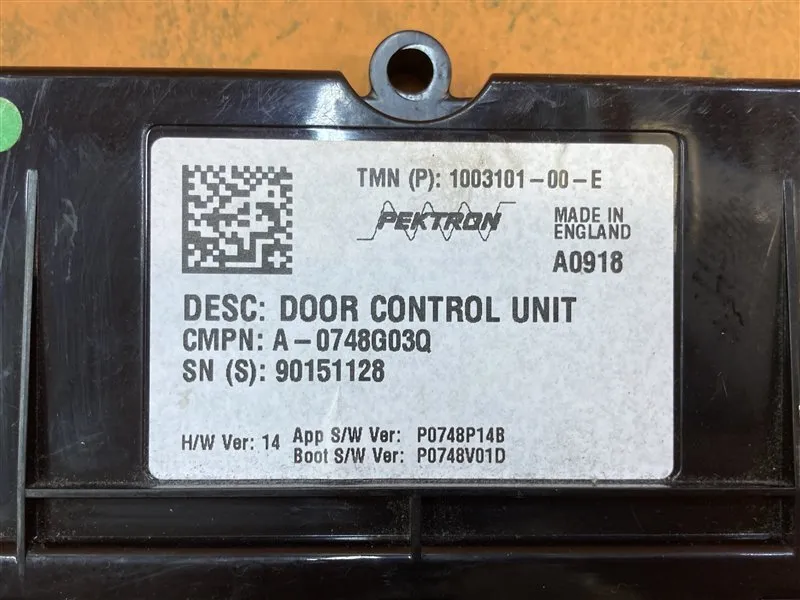 TMN (P): 1003101-00-E
PEKTRON
MADE IN
ENGLAND
A0918
DESC: DOOR CONTROL UNIT
CMPN: A-0748G03Q
SN (S): 90151128
H/W Ver: 14
App S/W Ver: P0748P14B
Boot S/W Ver: P0748V01D